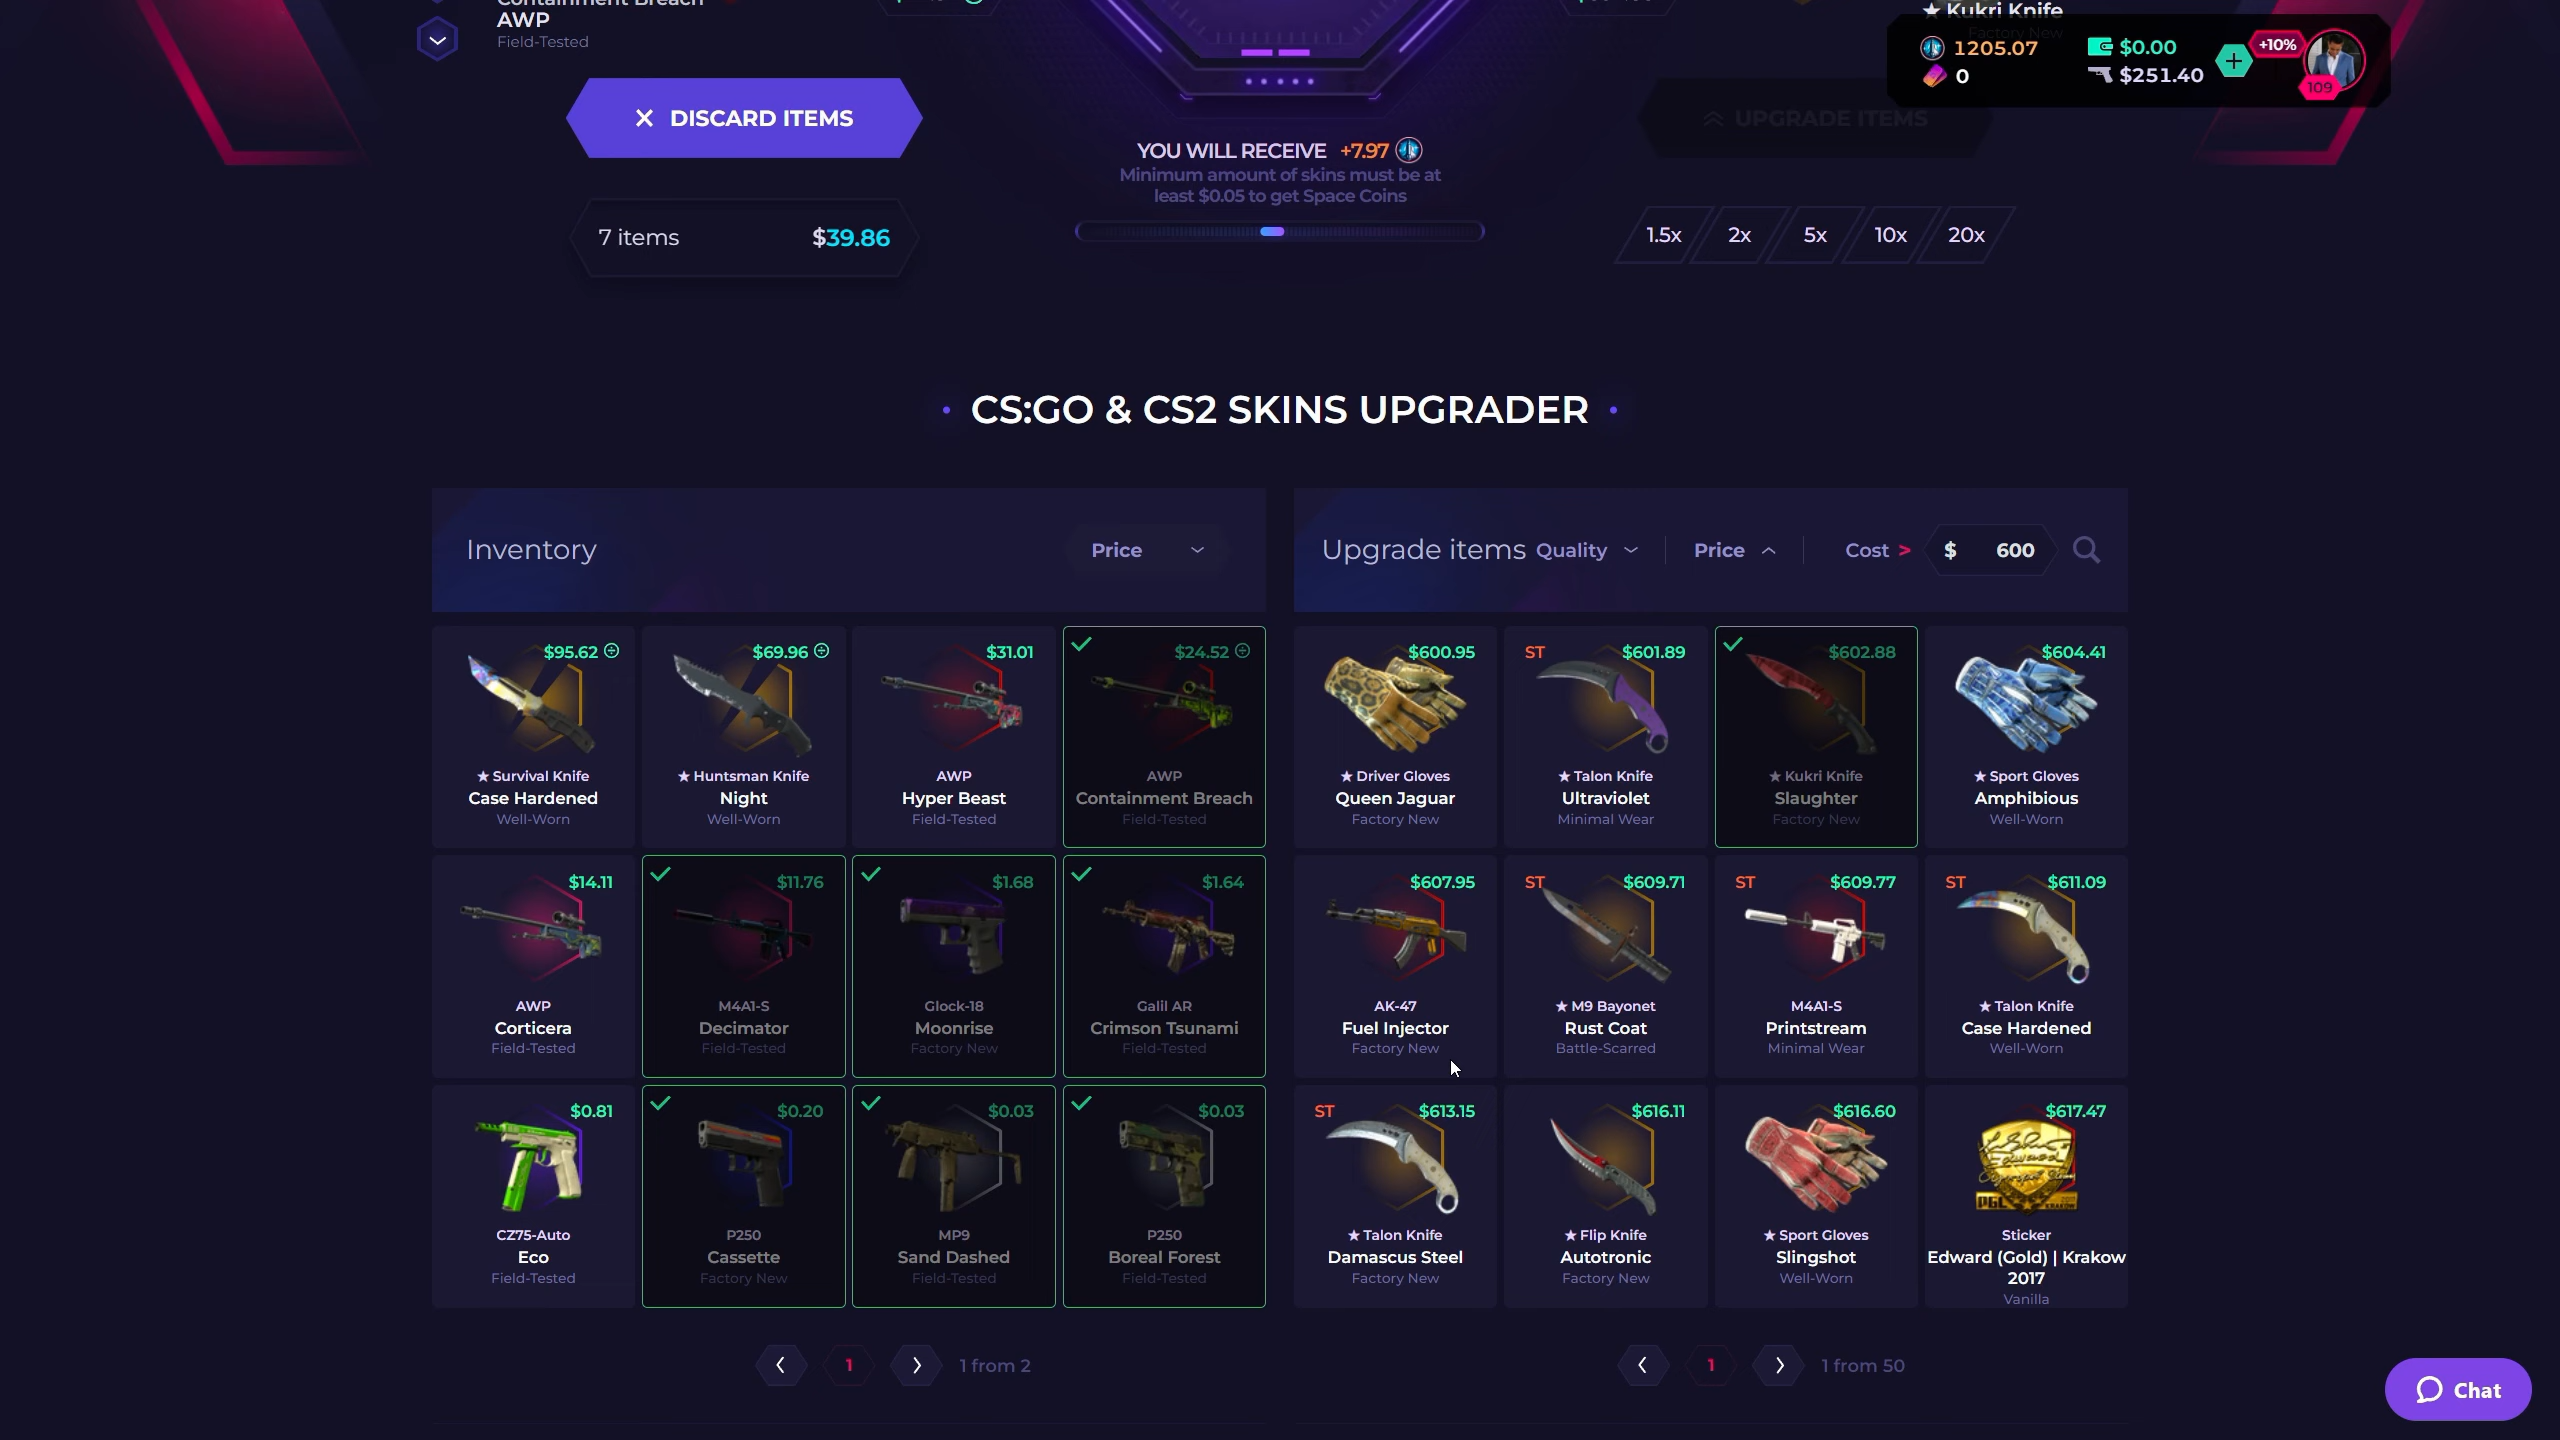 AWP
Field-Tested
★ Kukri Knife
Factory New
1205.07
$0.00
+10%
0
$251.40
109
DISCARD ITEMS
UPGRADE ITEMS
YOU WILL RECEIVE +7.97
Minimum amount of skins must be at
least $0.05 to get Space Coins
7 items $39.86
1.5x 2x 5x 10x 20x
CS:GO & CS2 SKINS UPGRADER
Inventory
Price
Upgrade items
Quality
Price
Cost >
$ 600
$95.62
★ Survival Knife
Case Hardened
Well-Worn
$69.96
★ Huntsman Knife
Night
Well-Worn
$31.01
AWP
Hyper Beast
Field-Tested
$24.52
AWP
Containment Breach
Field-Tested
$14.11
AWP
Corticera
Field-Tested
$11.76
M4A1-S
Decimator
Field-Tested
$1.68
Glock-18
Moonrise
Factory New
$1.64
Galil AR
Crimson Tsunami
Field-Tested
$0.81
CZ75-Auto
Eco
Field-Tested
$0.20
P250
Cassette
Factory New
$0.03
MP9
Sand Dashed
Field-Tested
$0.03
P250
Boreal Forest
Field-Tested
1
1 from 2
$600.95
★ Driver Gloves
Queen Jaguar
Factory New
ST $601.89
★ Talon Knife
Ultraviolet
Minimal Wear
$602.88
★ Kukri Knife
Slaughter
Factory New
$604.41
★ Sport Gloves
Amphibious
Well-Worn
$607.95
AK-47
Fuel Injector
Factory New
ST $609.71
★ M9 Bayonet
Rust Coat
Battle-Scarred
ST $609.77
M4A1-S
Printstream
Minimal Wear
ST $611.09
★ Talon Knife
Case Hardened
Well-Worn
ST $613.15
★ Talon Knife
Damascus Steel
Factory New
$616.11
★ Flip Knife
Autotronic
Factory New
$616.60
★ Sport Gloves
Slingshot
Well-Worn
$617.47
Sticker
Edward (Gold) | Krakow
2017
Vanilla
1
1 from 50
Chat